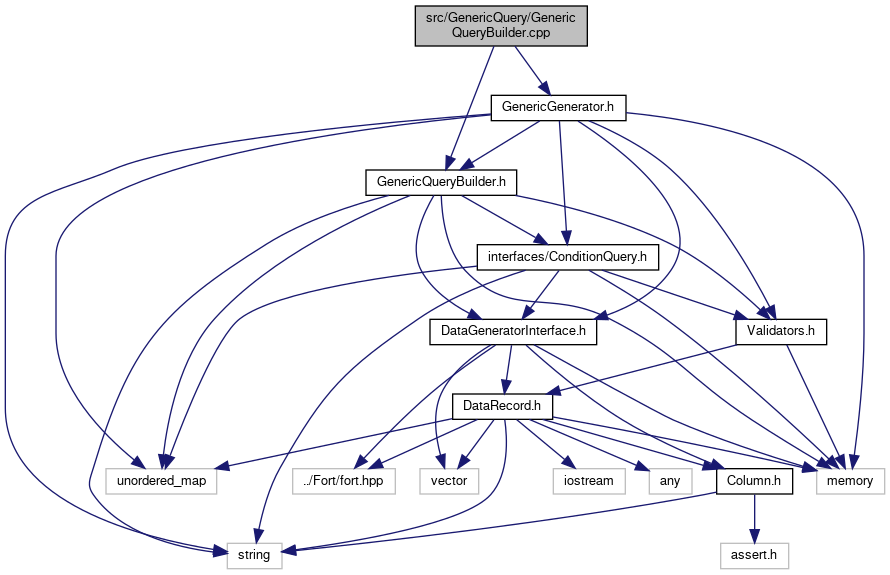 src/GenericQuery/Generic
QueryBuilder.cpp
GenericGenerator.h
GenericQueryBuilder.h
interfaces/ConditionQuery.h
DataGeneratorInterface.h
Validators.h
DataRecord.h
unordered_map
../Fort/fort.hpp
vector
iostream
any
Column.h
memory
string
assert.h